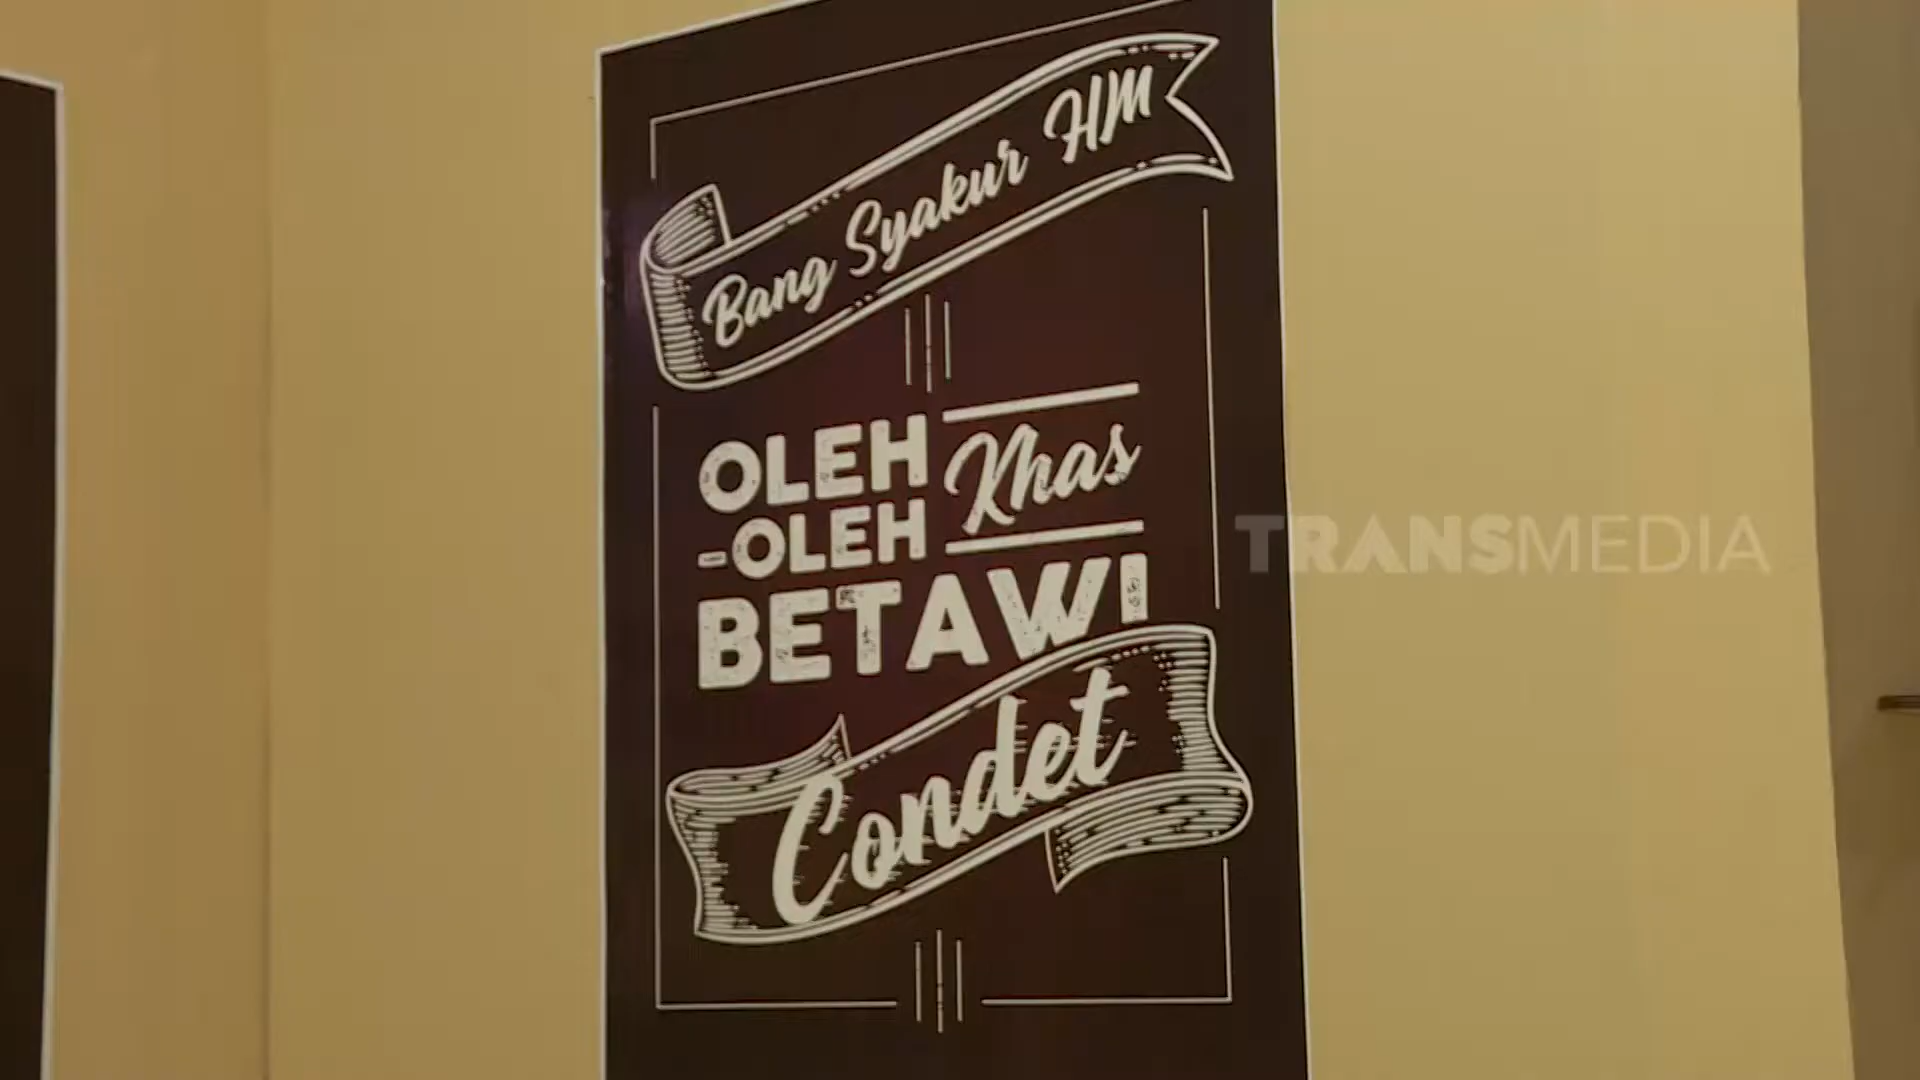 Bang Syakur HM
OLEH
-OLEH
Khas
BETAWI
Condet
TRANSMEDIA